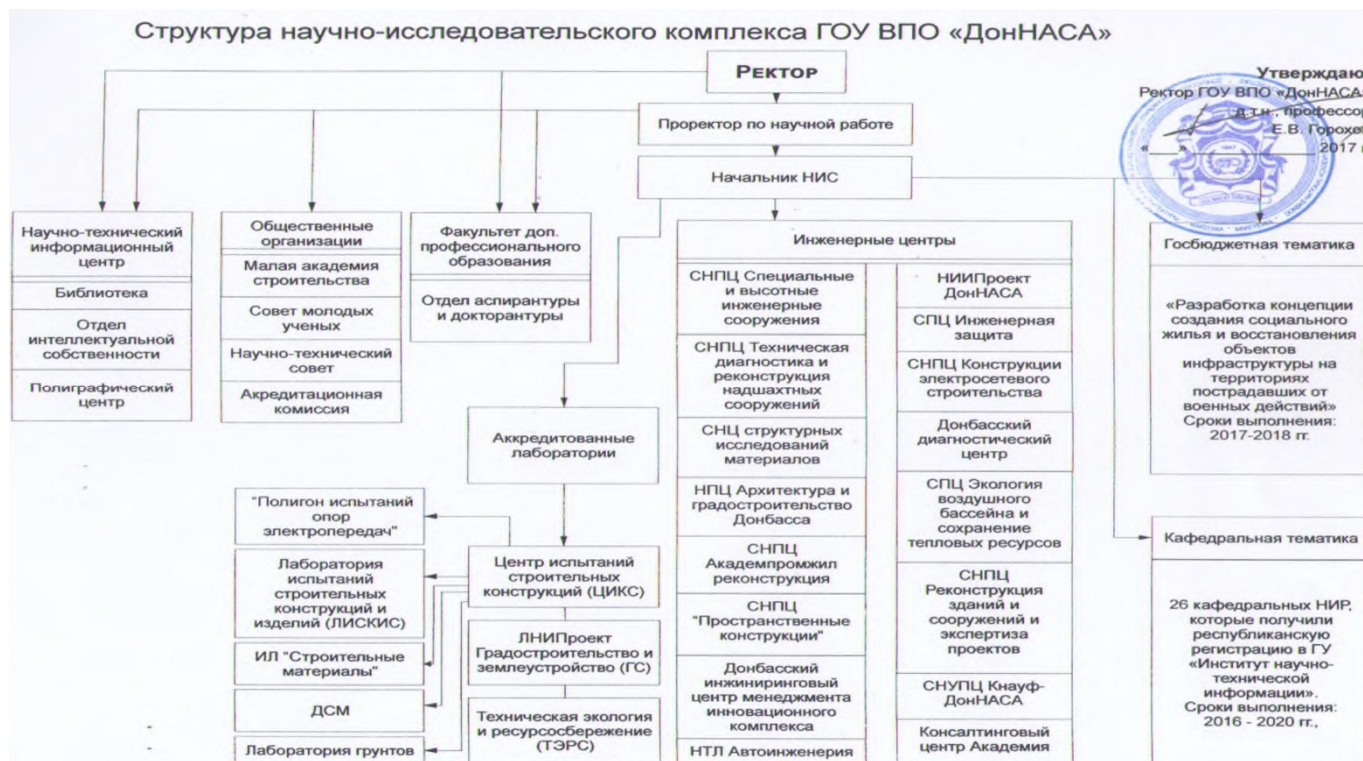 Структура научно-исследовательского комплекса ГОУ ВПО «ДонНАСА»
РЕКТОР
Утверждаю
Ректор ГОУ ВПО «ДонНАСА»
д.т.н., профессор
Е.В. Горохов
«___»___ 2017 г
Проректор по научной работе
Начальник НИС
Научно-технический
информационный
центр
Библиотека
Отдел
интеллектуальной
собственности
Полиграфический
центр
Общественные
организации
Малая академия
строительства
Совет молодых
ученых
Научно-технический
совет
Акредитационная
комиссия
Факультет доп.
профессионального
образования
Отдел аспирантуры
и докторантуры
Аккредитованные
лаборатории
"Полигон испытаний
опор
электропередач"
Лаборатория
испытаний
строительных
конструкций и
изделий (ЛИСКИС)
ИЛ "Строительные
материалы"
ДСМ
Лаборатория грунтов
Центр испытаний
строительных
конструкций (ЦИКС)
ЛНИПроект
Градостроительство и
землеустройство (ГС)
Техническая экология
и ресурсосбережение
(ТЭРС)
Инженерные центры
СНПЦ Специальные
и высотные
инженерные
сооружения
СНПЦ Техническая
диагностика и
реконструкция
надшахтных
сооружений
СНЦ структурных
исследований
материалов
НПЦ Архитектура и
градостроительство
Донбасса
СНПЦ
Академпромжил
реконструкция
СНПЦ
"Пространственные
конструкции"
Донбасский
инжиниринговый
центр менеджмента
инновационного
комплекса
НТЛ Автоинженерия
НИИПроект
ДонНАСА
СПЦ Инженерная
защита
СНПЦ Конструкции
электросетевого
строительства
Донбасский
диагностический
центр
СПЦ Экология
воздушного
бассейна и
сохранение
тепловых ресурсов
СНПЦ
Реконструкция
зданий и
сооружений и
экспертиза
проектов
СНУПЦ Кнауф-
ДонНАСА
Консалтинговый
центр Академия
Госбюджетная тематика
«Разработка концепции
создания социального
жилья и восстановления
объектов
инфраструктуры на
территориях
пострадавших от
военных действий»
Сроки выполнения:
2017-2018 гг.
Кафедральная тематика
26 кафедральных НИР,
которые получили
республиканскую
регистрацию в ГУ
«Институт научно-
технической
информации».
Сроки выполнения:
2016 - 2020 гг.,